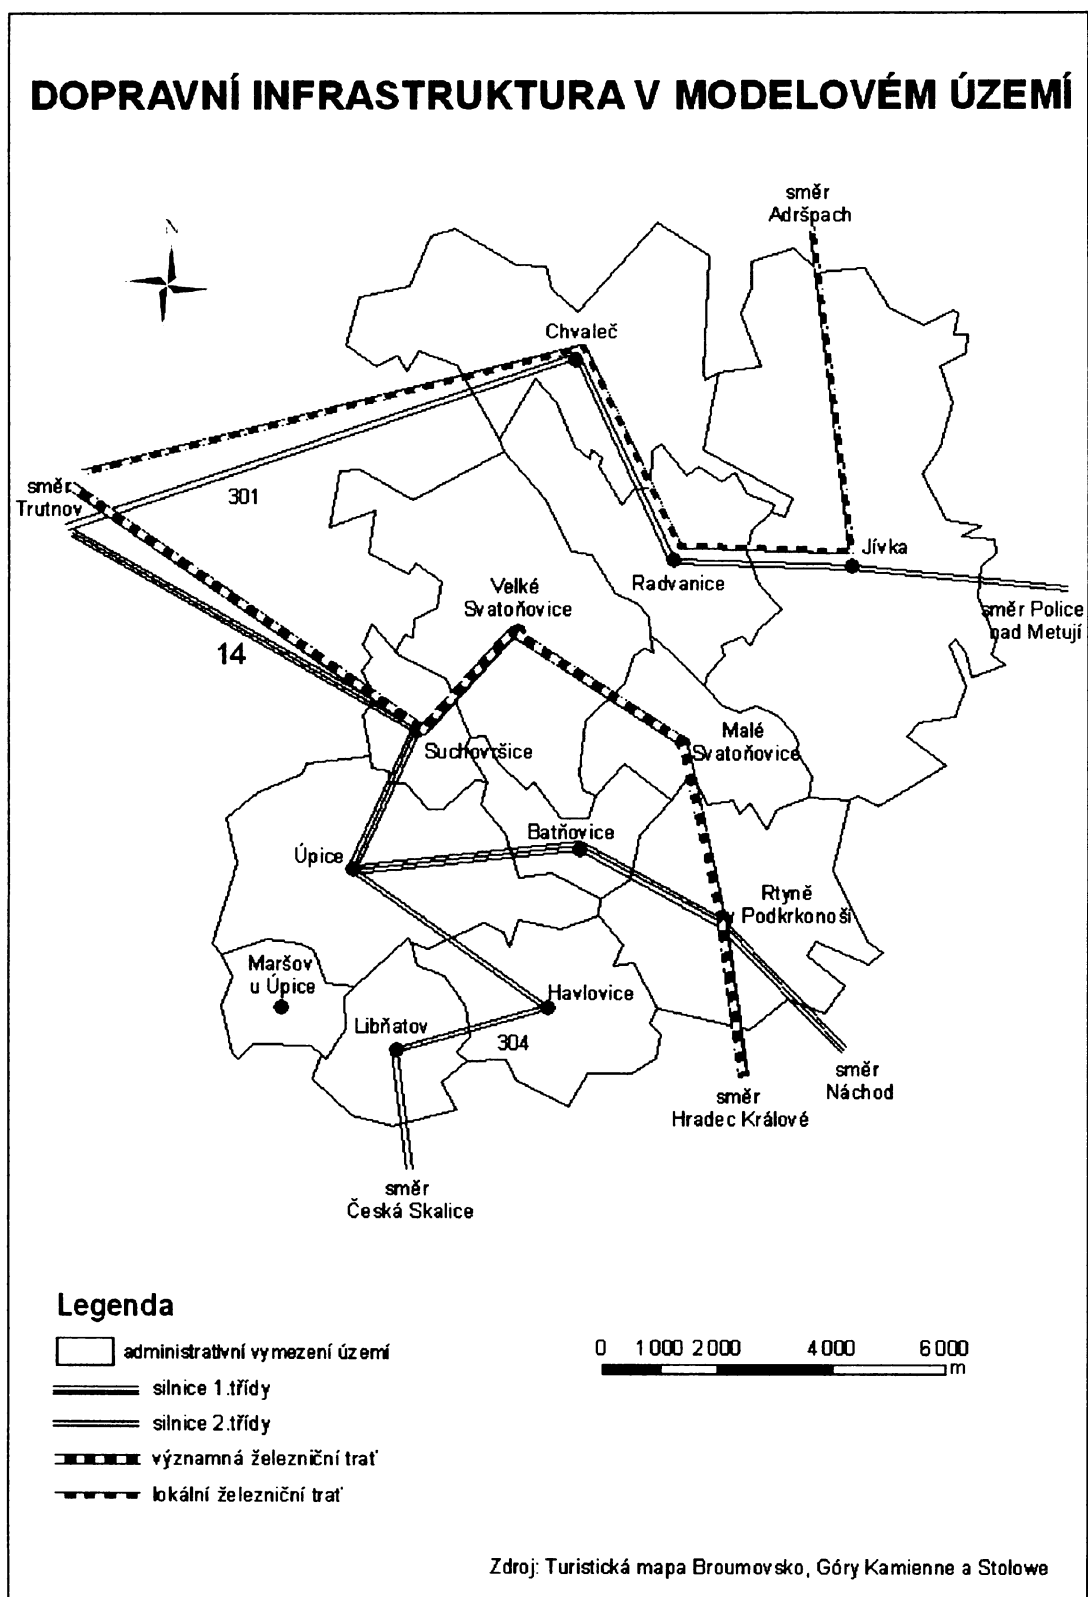 DOPRAVNÍ INFRASTRUKTURA V MODELOVÉM ÚZEMÍ
N
směr
Adršpach
Chvaleč
směr
Trutnov
301
Jívka
Radvanice
Velké
Svatoňovice
směr Police
nad Metují
14
Malé
Svatoňovice
Suchovršice
Batňovice
Úpice
Rtyně
v Podkrkonoší
Maršov
u Úpice
Havlovice
Libňatov
304
směr
Náchod
směr
Hradec Králové
směr
Česká Skalice
Legenda
administrativní vymezení území
silnice 1.třídy
silnice 2.třídy
významná železniční trať
lokální železniční trať
0 1 000 2 000 4 000 6 000
m
Zdroj: Turistická mapa Broumovsko, Góry Kamienne a Stolowe